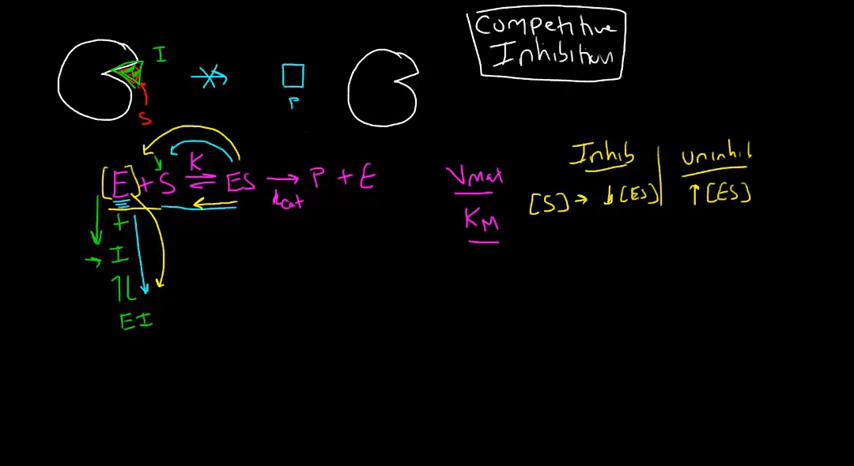 Competitive
Inhibition
I
S
P
[E] + S ⇌ ES → P + E
K
kcat
+
I
⇌
EI
Vmax
KM
Inhib
uninhib
[S] → ↓[ES]
↑[ES]